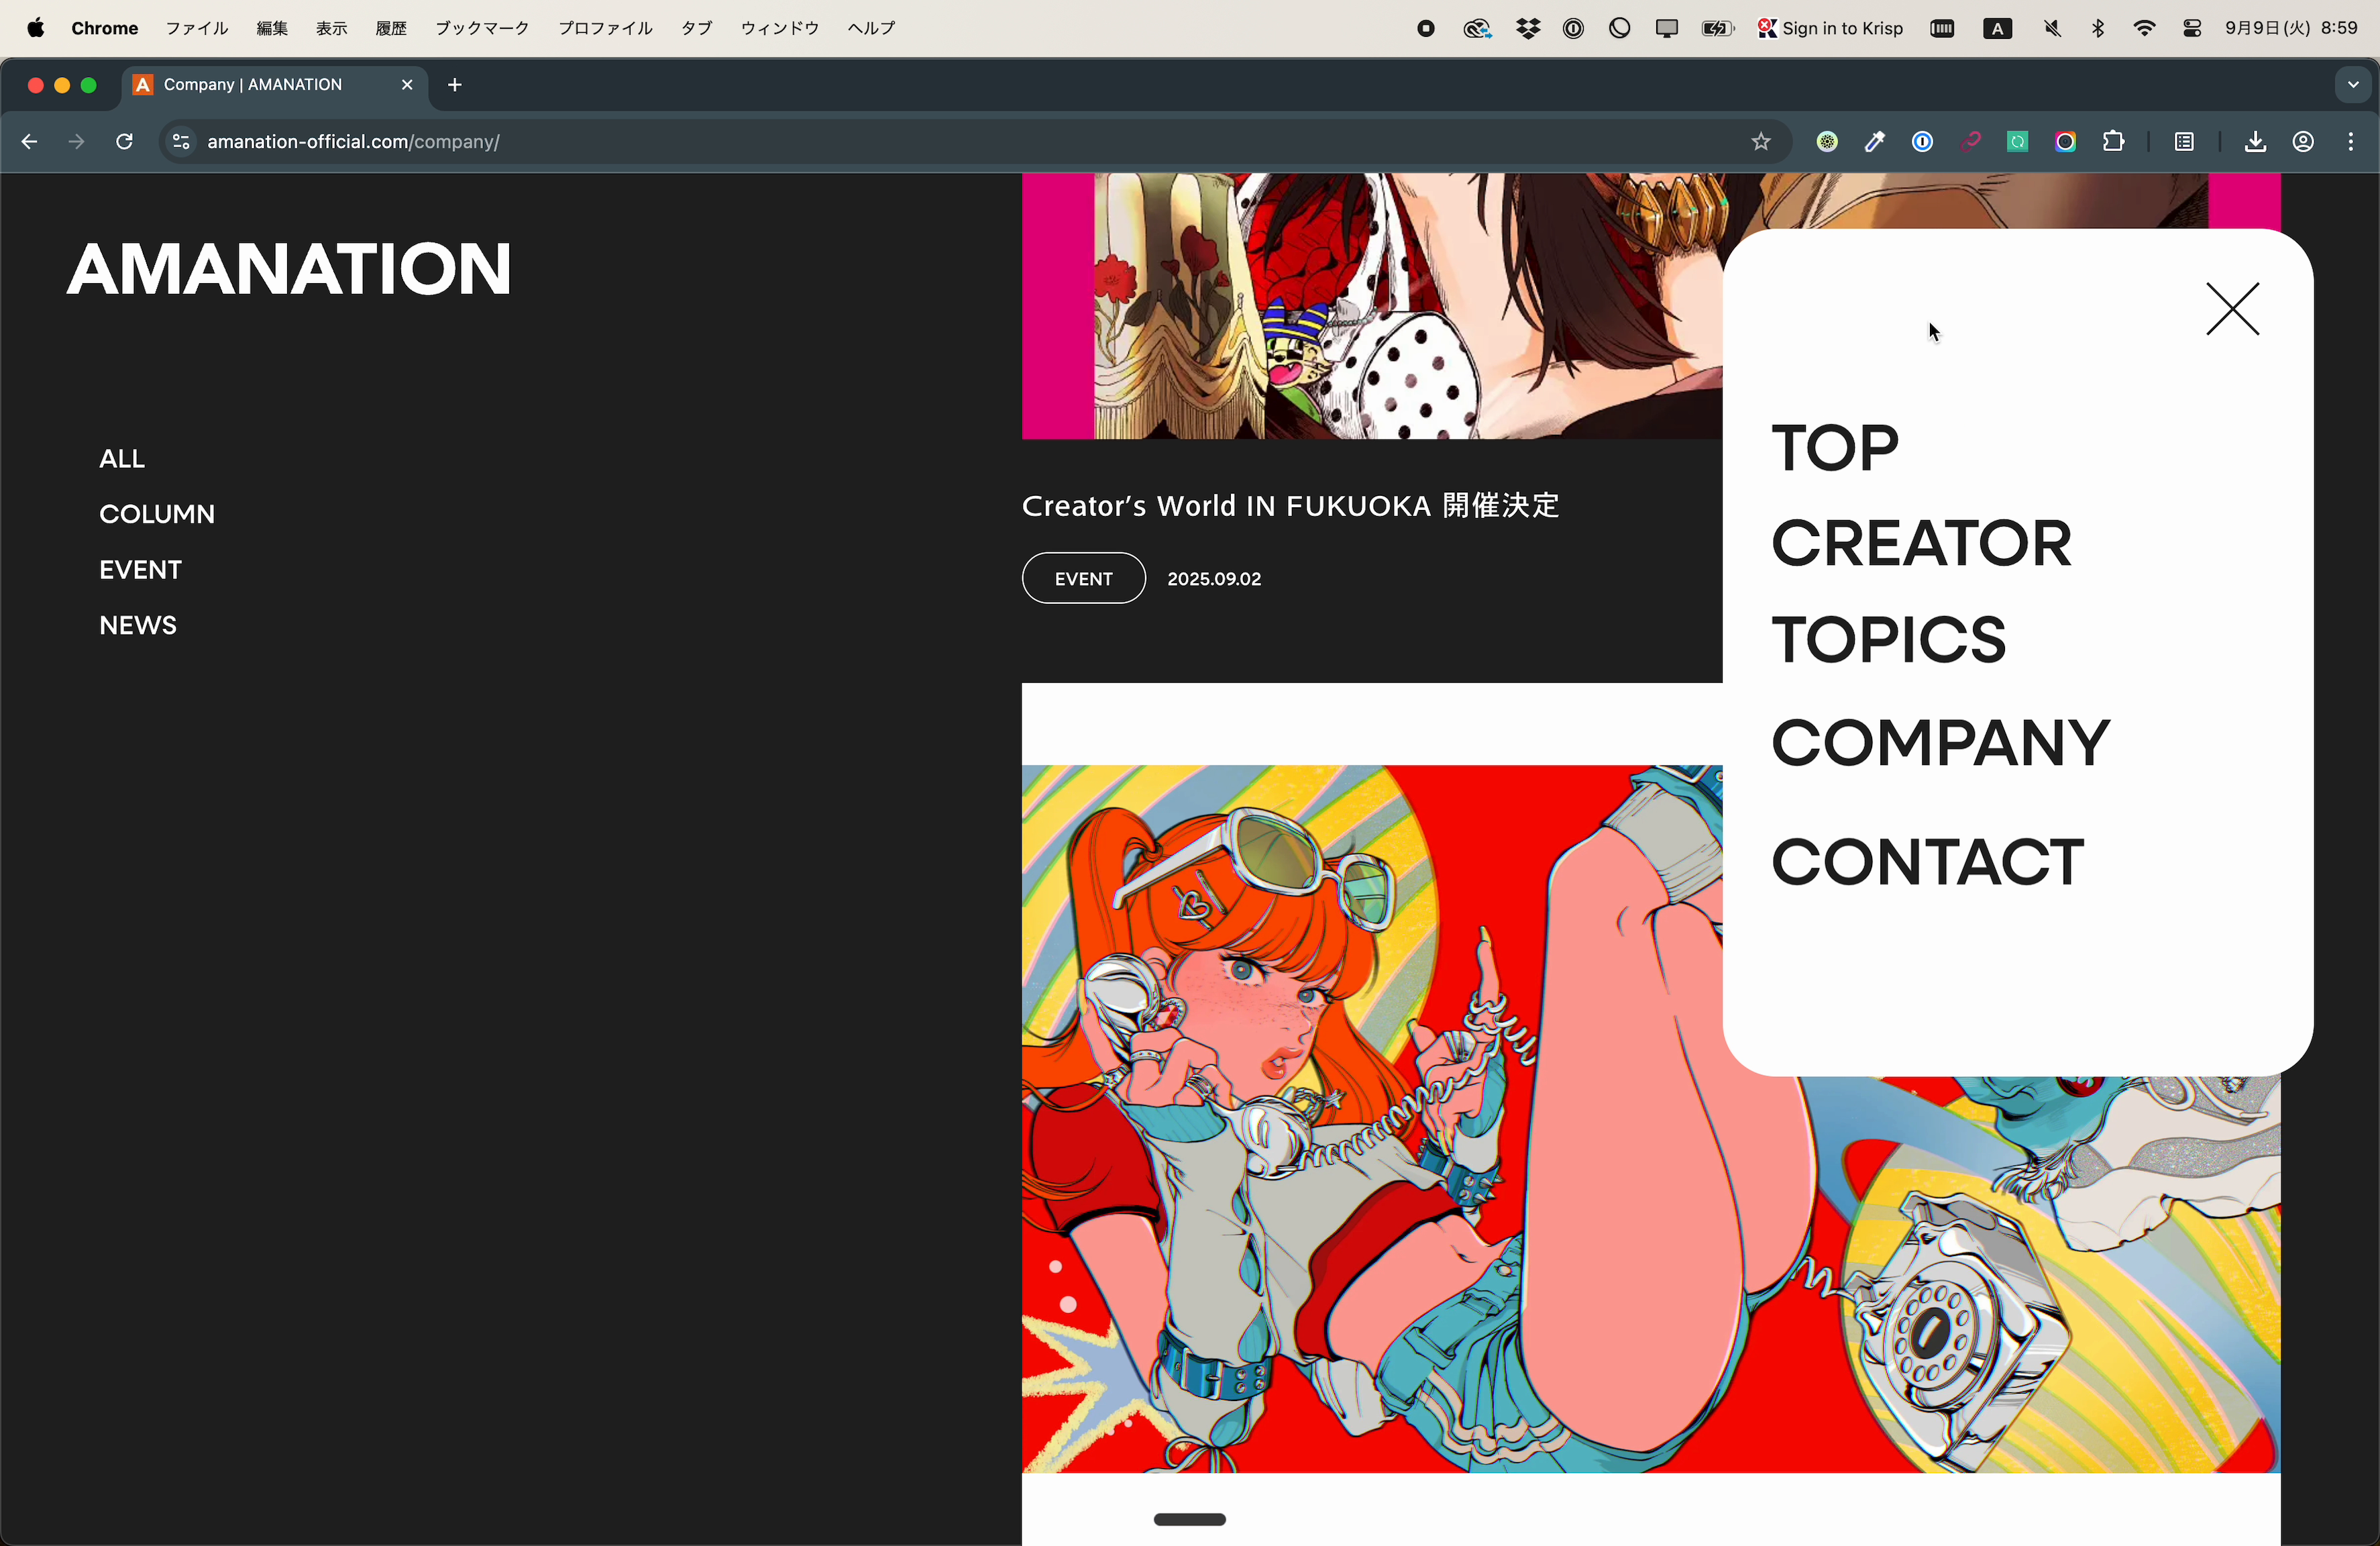 Chrome ファイル 編集 表示 履歴 ブックマーク プロファイル タブ ウィンドウ ヘルプ Sign in to Krisp A 9月9日(火) 8:59
A Company | AMANATION
amanation-official.com/company/
AMANATION
ALL
COLUMN
EVENT
NEWS
Creator’s World IN FUKUOKA 開催決定
EVENT 2025.09.02
TOP
CREATOR
TOPICS
COMPANY
CONTACT